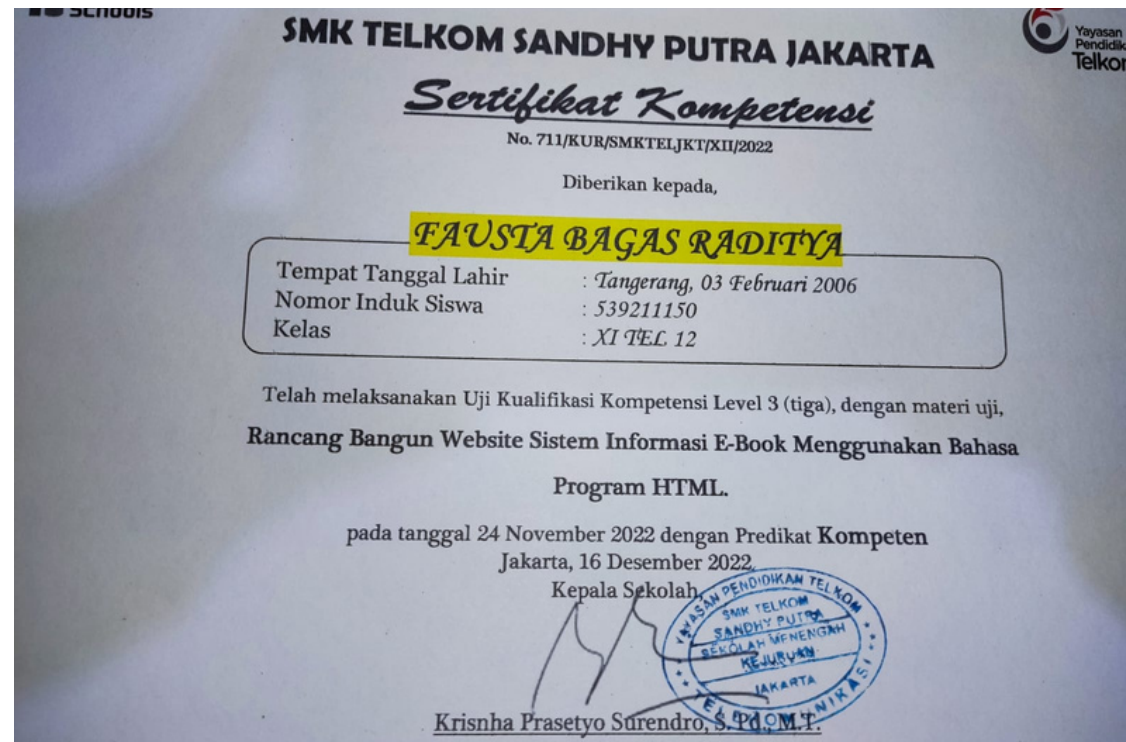 Schools
SMK TELKOM SANDHY PUTRA JAKARTA
Yayasan
Pendidik
Telkom
Sertifikat Kompetensi
No. 711/KUR/SMKTELJKT/XII/2022
Diberikan kepada,
FAUSTA BAGAS RADITYA
Tempat Tanggal Lahir : Tangerang, 03 Februari 2006
Nomor Induk Siswa : 539211150
Kelas : XI TEL 12
Telah melaksanakan Uji Kualifikasi Kompetensi Level 3 (tiga), dengan materi uji,
Rancang Bangun Website Sistem Informasi E-Book Menggunakan Bahasa
Program HTML.
pada tanggal 24 November 2022 dengan Predikat Kompeten
Jakarta, 16 Desember 2022,
Kepala Sekolah,
YAYASAN PENDIDIKAN TELKOM
SMK TELKOM
SANDHY PUTRA
SEKOLAH MENENGAH
KEJURUAN
JAKARTA
TELEKOMUNIKASI
Krisnha Prasetyo Surendro, S. Pd., M.T.